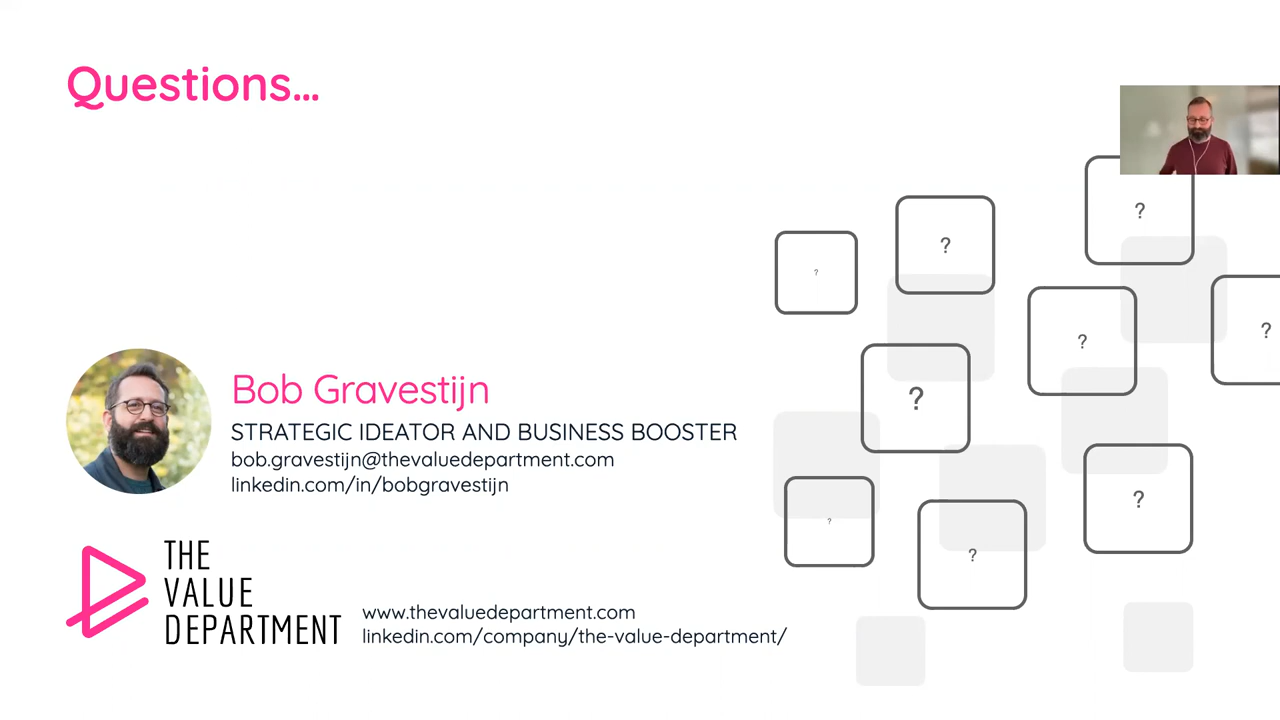 Questions...
?
?
?
?
?
?
?
?
?
Bob Gravestijn
STRATEGIC IDEATOR AND BUSINESS BOOSTER
bob.gravestijn@thevaluedepartment.com
linkedin.com/in/bobgravestijn
THE
VALUE
DEPARTMENT
www.thevaluedepartment.com
linkedin.com/company/the-value-department/